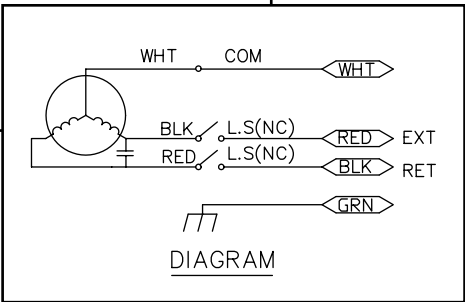 WHT COM WHT
BLK L.S(NC) RED EXT
RED L.S(NC) BLK RET
GRN
DIAGRAM